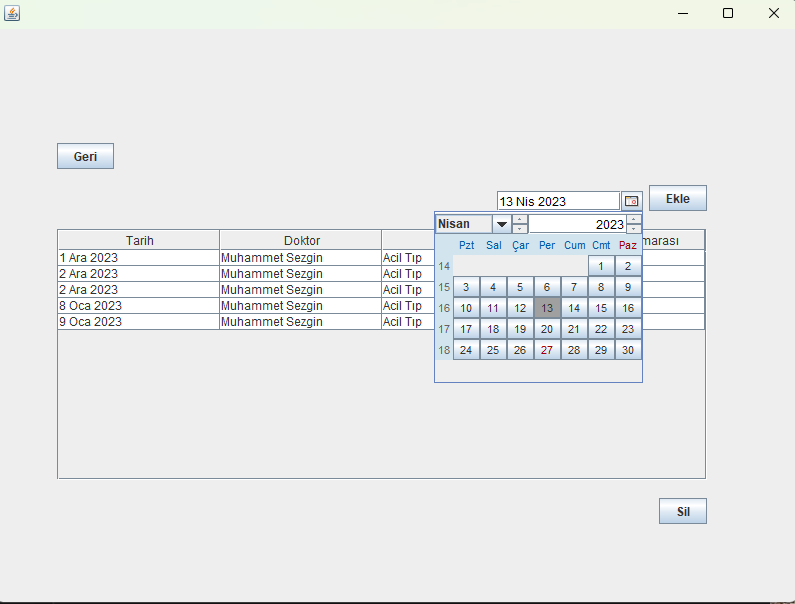 Geri
13 Nis 2023
Ekle
Nisan 2023
Tarih Doktor marası
Pzt Sal Çar Per Cum Cmt Paz
14 1 2
15 3 4 5 6 7 8 9
16 10 11 12 13 14 15 16
17 17 18 19 20 21 22 23
18 24 25 26 27 28 29 30
1 Ara 2023 Muhammet Sezgin Acil Tıp
2 Ara 2023 Muhammet Sezgin Acil Tıp
2 Ara 2023 Muhammet Sezgin Acil Tıp
8 Oca 2023 Muhammet Sezgin Acil Tıp
9 Oca 2023 Muhammet Sezgin Acil Tıp
Sil